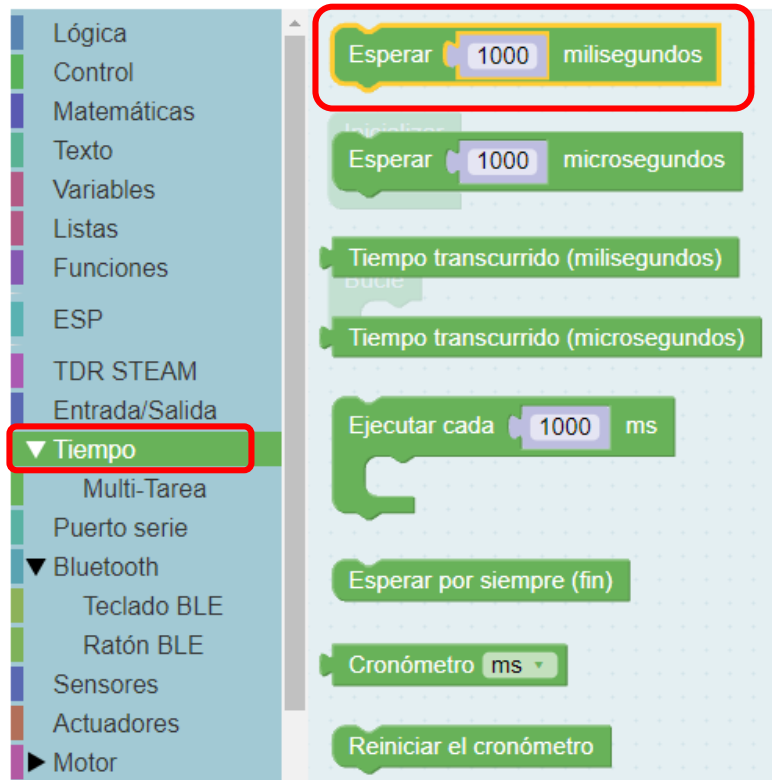 Lógica
Control
Matemáticas
Texto
Variables
Listas
Funciones
ESP
TDR STEAM
Entrada/Salida
Tiempo
Multi-Tarea
Puerto serie
Bluetooth
Teclado BLE
Ratón BLE
Sensores
Actuadores
Motor
Esperar 1000 milisegundos
Inicializar
Esperar 1000 microsegundos
Tiempo transcurrido (milisegundos)
Bucle
Tiempo transcurrido (microsegundos)
Ejecutar cada 1000 ms
Esperar por siempre (fin)
Cronómetro ms
Reiniciar el cronómetro